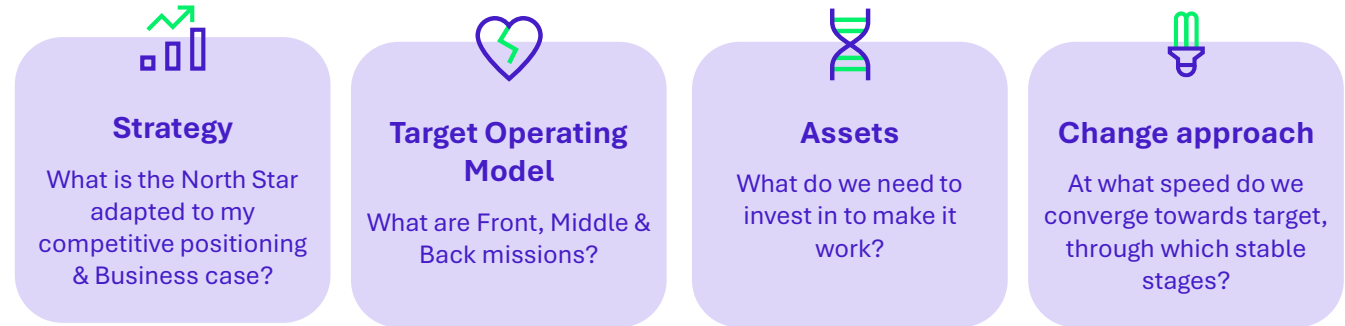 Strategy
What is the North Star
adapted to my
competitive positioning
& Business case?
Target Operating
Model
What are Front, Middle &
Back missions?
Assets
What do we need to
invest in to make it
work?
Change approach
At what speed do we
converge towards target,
through which stable
stages?